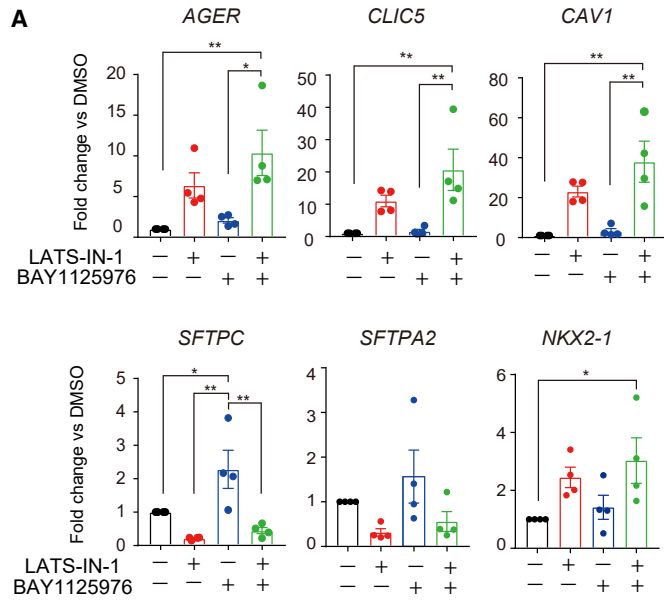 A
AGER CLIC5 CAV1
Fold change vs DMSO
20
15
10
5
0
50
40
30
20
10
0
80
60
40
20
0
** * ** ** ** **
LATS-IN-1 — + — + — + — + — + — +
BAY1125976 — — + + — — + + — — + +
SFTPC SFTPA2 NKX2-1
Fold change vs DMSO
5
4
3
2
1
0
4
3
2
1
0
6
4
2
0
* ** ** *
LATS-IN-1 — + — + — + — + — + — +
BAY1125976 — — + + — — + + — — + +